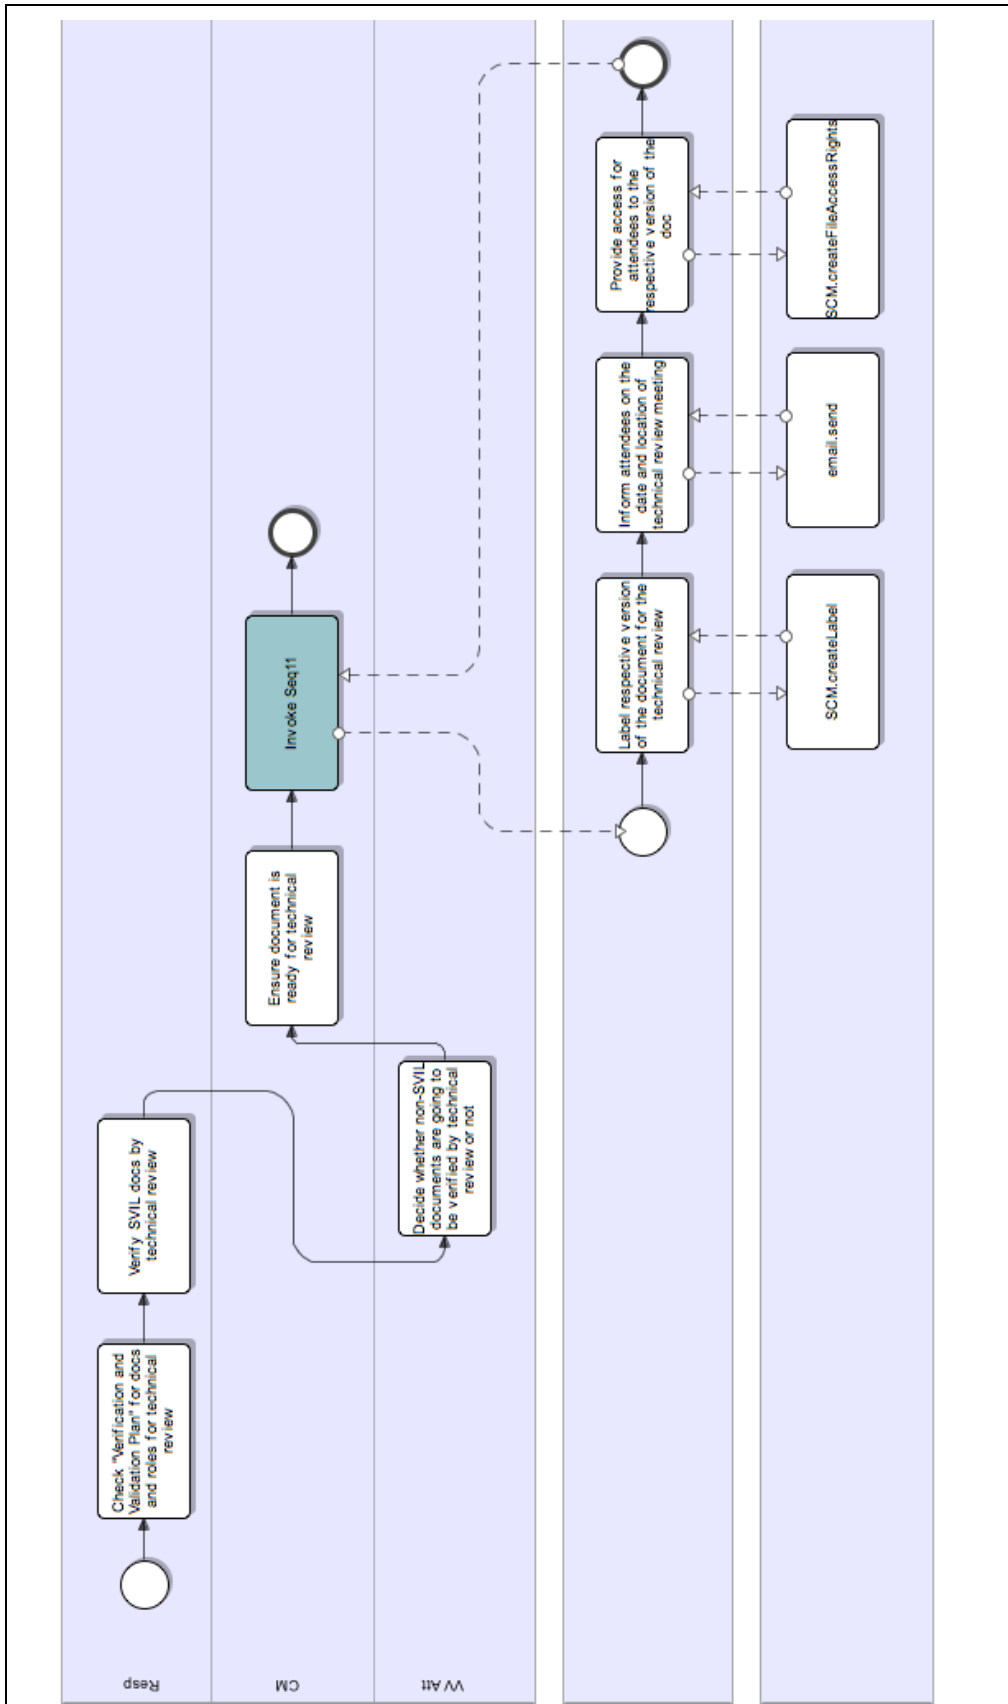 Resp
CM
VV Att
Check "Verification and
Validation Plan" for docs
and roles for technical
review
Verify SVIL docs by
technical review
Decide whether non-SVIL
documents are going to
be verified by technical
review or not
Ensure document is
ready for technical
review
Invoke Seq11
Label respective version
of the document for the
technical review
Inform attendees on the
date and location of
technical review meeting
Provide access for
attendees to the
respective version of the
doc
SCM.createLabel
email.send
SCM.createFileAccessRights